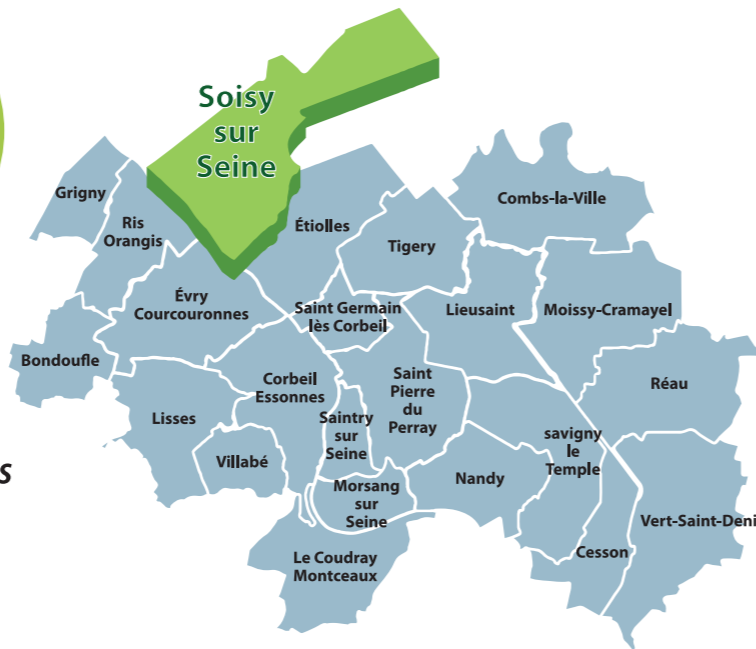 Soisy
sur
Seine
Grigny
Ris
Orangis
Étiolles
Tigery
Combs-la-Ville
Évry
Courcouronnes
Saint Germain
lès Corbeil
Lieusaint
Moissy-Cramayel
Bondoufle
Lisses
Corbeil
Essonnes
Saint
Pierre
du
Perray
Réau
Saintry
sur
Seine
savigny
le
Temple
Villabé
Morsang
sur
Seine
Nandy
Vert-Saint-Deni
Cesson
Le Coudray
Montceaux
s